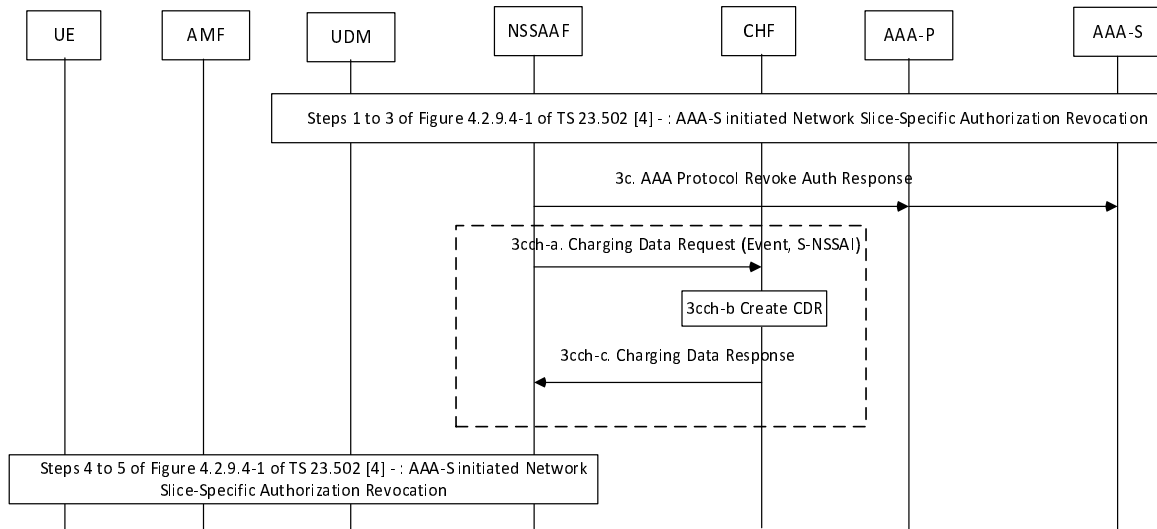 UE
AMF
UDM
NSSAAF
CHF
AAA-P
AAA-S
Steps 1 to 3 of Figure 4.2.9.4-1 of TS 23.502 [4] - : AAA-S initiated Network Slice-Specific Authorization Revocation
3c. AAA Protocol Revoke Auth Response
3cch-a. Charging Data Request (Event, S-NSSAI)
3cch-b Create CDR
3cch-c. Charging Data Response
Steps 4 to 5 of Figure 4.2.9.4-1 of TS 23.502 [4] - : AAA-S initiated Network
Slice-Specific Authorization Revocation